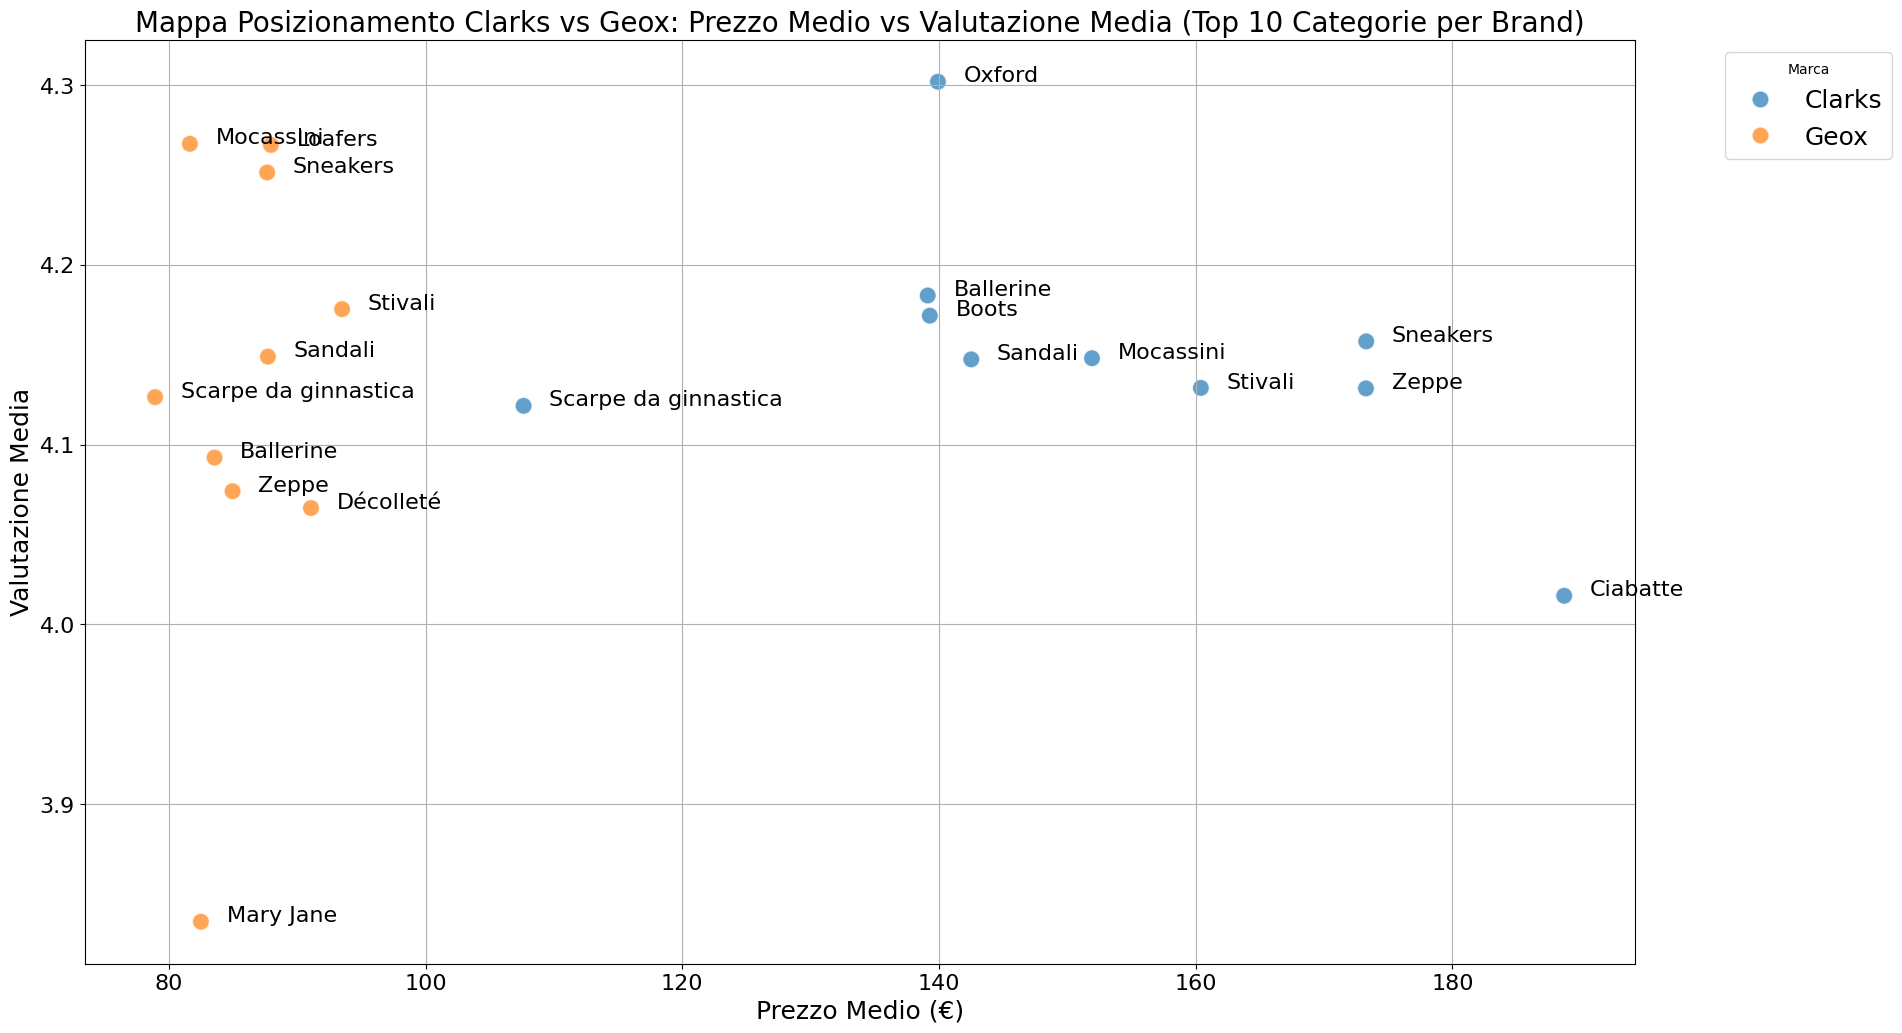 Mappa Posizionamento Clarks vs Geox: Prezzo Medio vs Valutazione Media (Top 10 Categorie per Brand)
Marca
Clarks
Geox
Valutazione Media
4.3
4.2
4.1
4.0
3.9
Oxford
Mocassini
Loafers
Sneakers
Ballerine
Stivali
Boots
Sneakers
Sandali
Sandali
Mocassini
Stivali
Zeppe
Scarpe da ginnastica
Scarpe da ginnastica
Ballerine
Zeppe
Décolleté
Ciabatte
Mary Jane
80
100
120
140
160
180
Prezzo Medio (€)